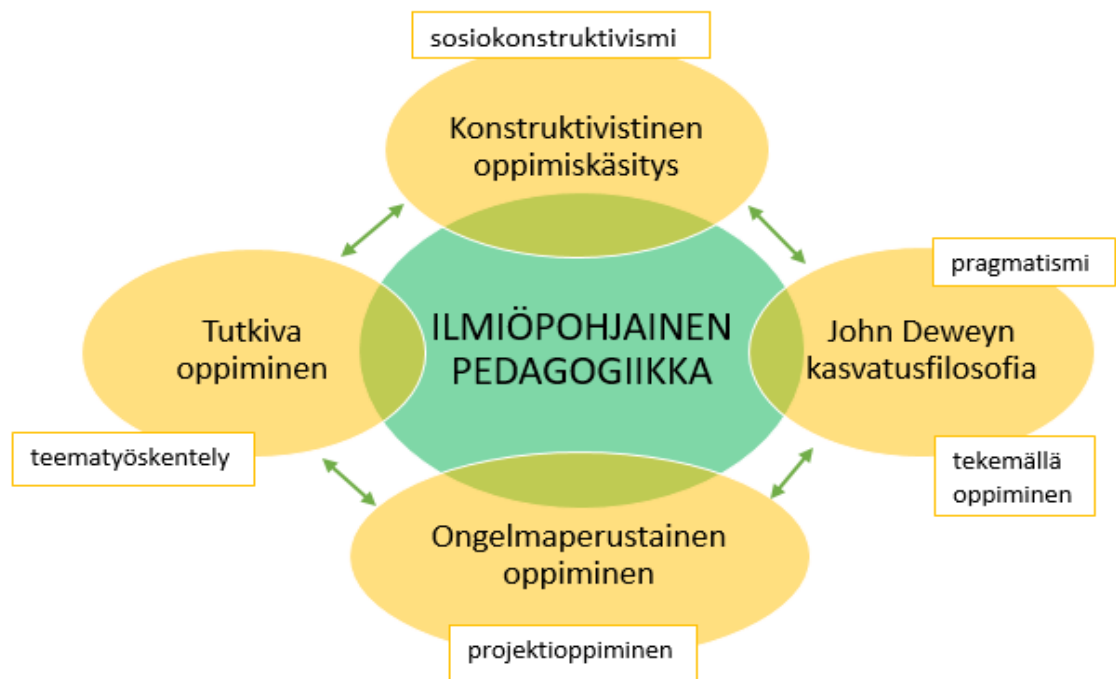 sosiokonstruktivismi
Konstruktivistinen
oppimiskäsitys
pragmatismi
Tutkiva
oppiminen
ILMIÖPOHJAINEN
PEDAGOGIIKKA
John Deweyn
kasvatusfilosofia
teematyöskentely
tekemällä
oppiminen
Ongelmaperustainen
oppiminen
projektioppiminen